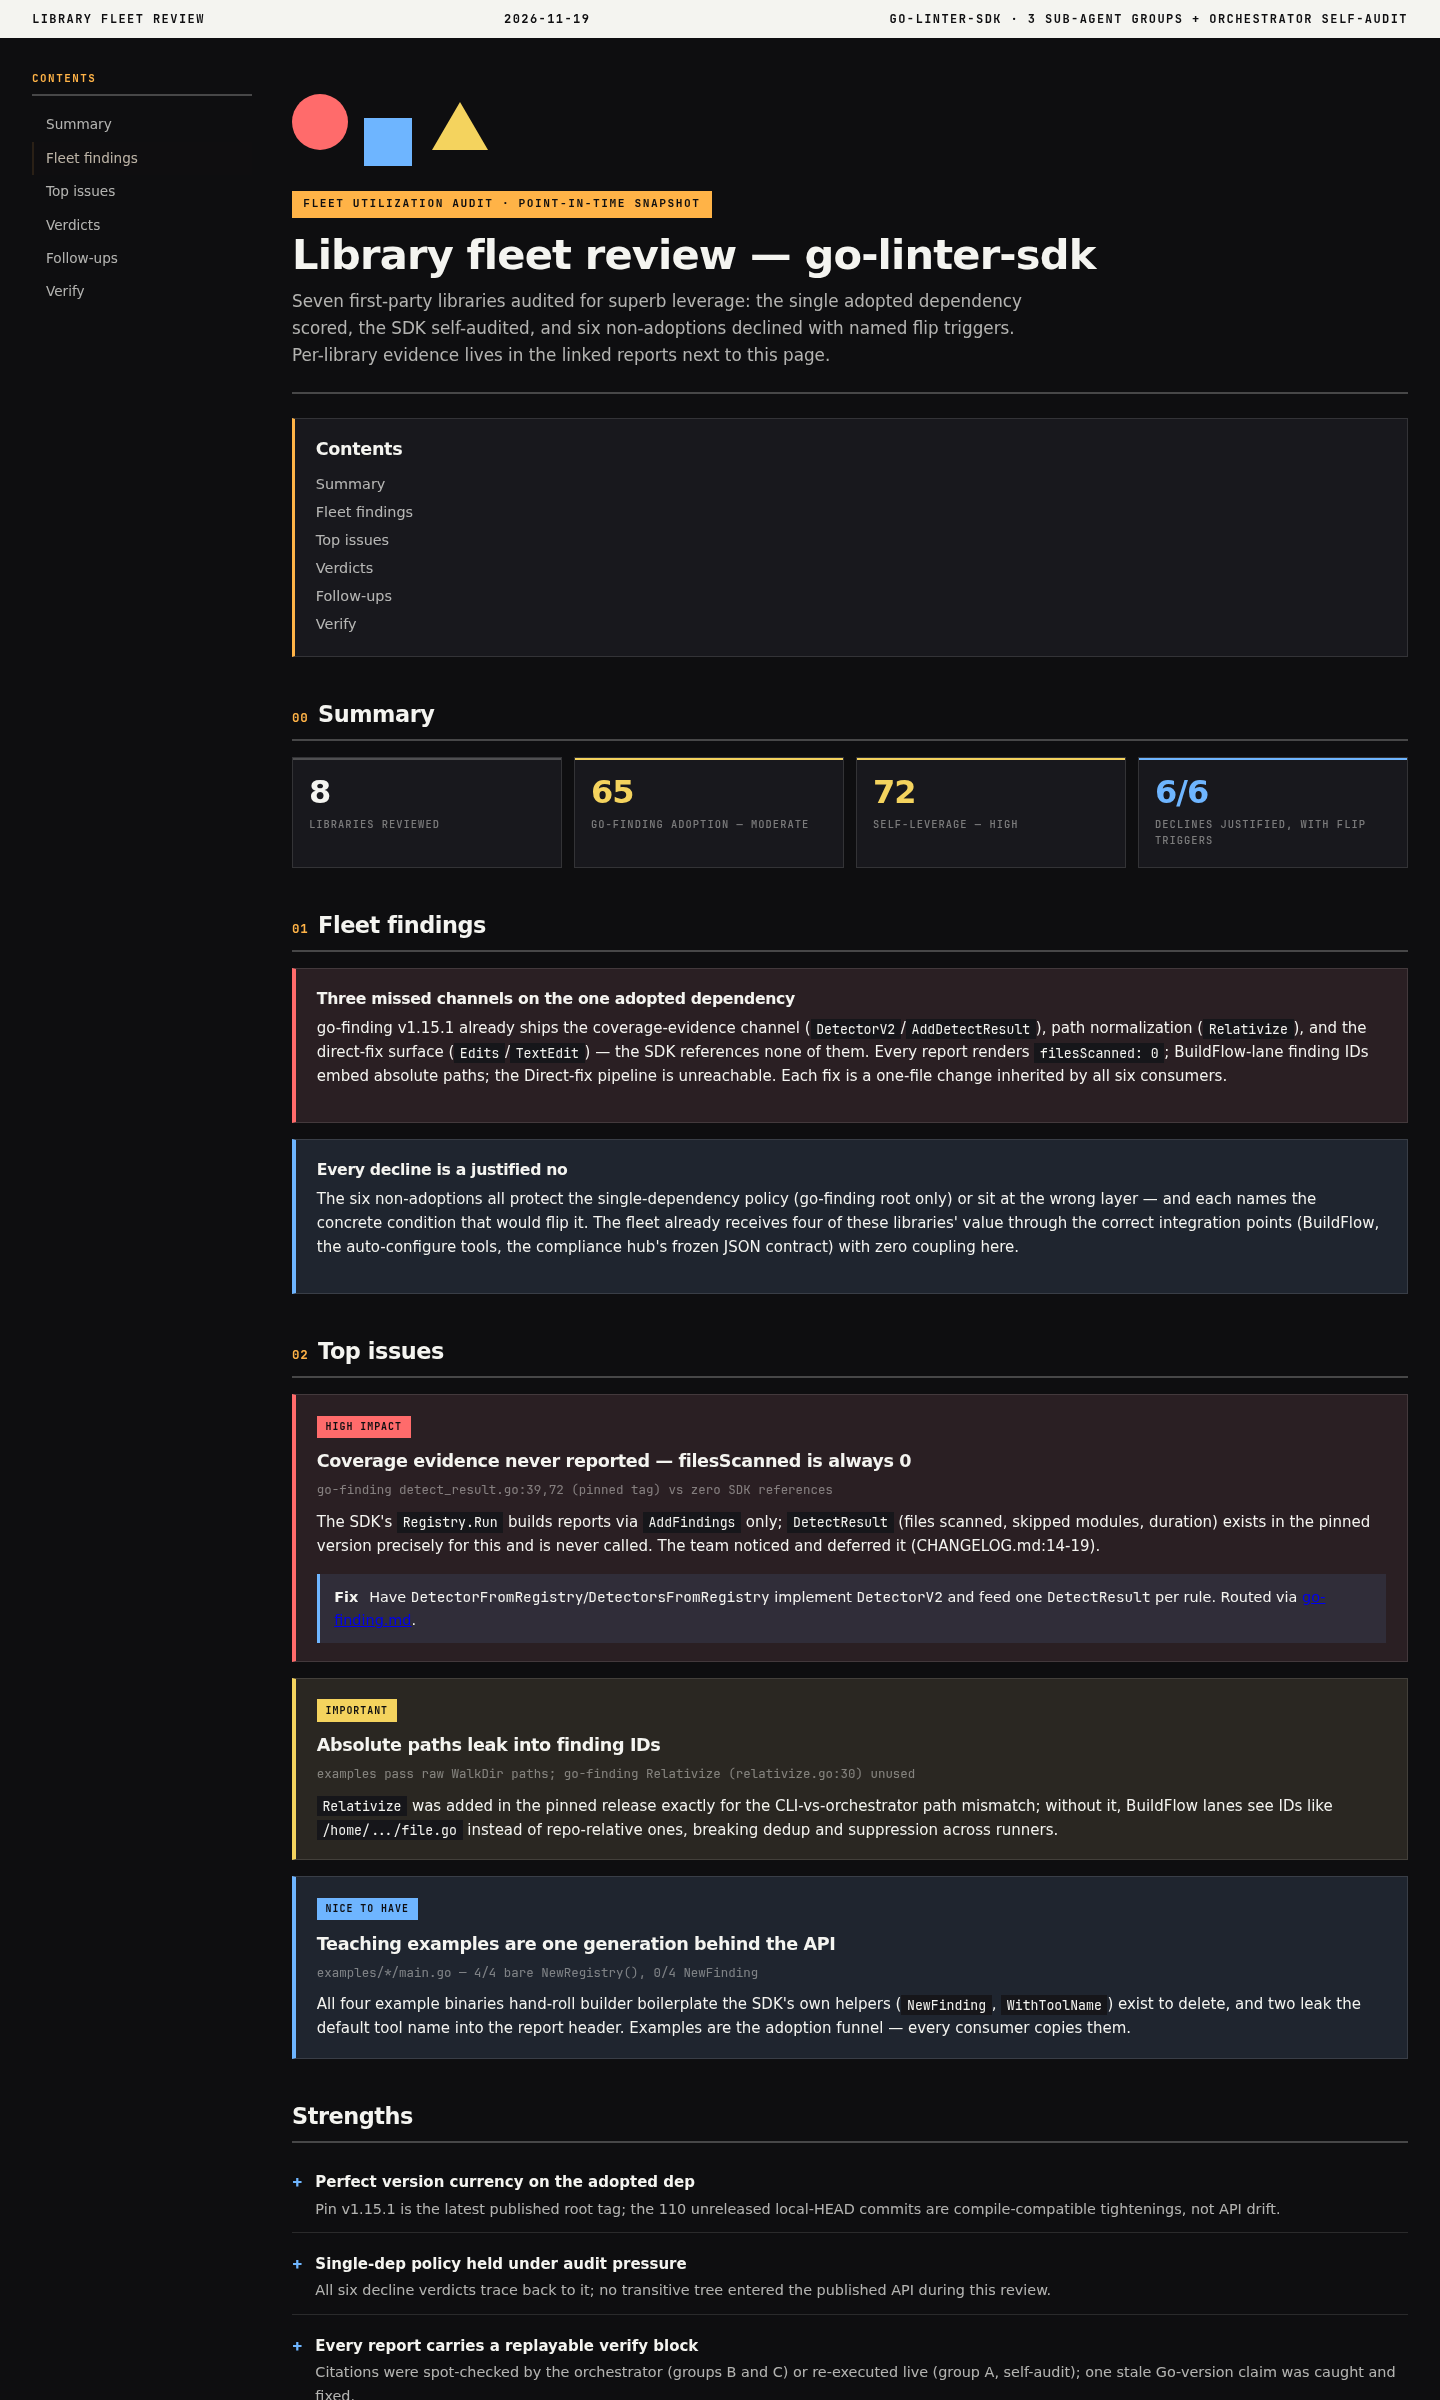 LIBRARY FLEET REVIEW
2026-11-19
GO-LINTER-SDK · 3 SUB-AGENT GROUPS + ORCHESTRATOR SELF-AUDIT
CONTENTS
Summary
Fleet findings
Top issues
Verdicts
Follow-ups
Verify
FLEET UTILIZATION AUDIT · POINT-IN-TIME SNAPSHOT
Library fleet review — go-linter-sdk
Seven first-party libraries audited for superb leverage: the single adopted dependency
scored, the SDK self-audited, and six non-adoptions declined with named flip triggers.
Per-library evidence lives in the linked reports next to this page.
Contents
Summary
Fleet findings
Top issues
Verdicts
Follow-ups
Verify
00 Summary
8
LIBRARIES REVIEWED
65
GO-FINDING ADOPTION — MODERATE
72
SELF-LEVERAGE — HIGH
6/6
DECLINES JUSTIFIED, WITH FLIP
TRIGGERS
01 Fleet findings
Three missed channels on the one adopted dependency
go-finding v1.15.1 already ships the coverage-evidence channel ( DetectorV2 / AddDetectResult ), path normalization ( Relativize ), and the
direct-fix surface ( Edits / TextEdit ) — the SDK references none of them. Every report renders filesScanned: 0 ; BuildFlow-lane finding IDs
embed absolute paths; the Direct-fix pipeline is unreachable. Each fix is a one-file change inherited by all six consumers.
Every decline is a justified no
The six non-adoptions all protect the single-dependency policy (go-finding root only) or sit at the wrong layer — and each names the
concrete condition that would flip it. The fleet already receives four of these libraries' value through the correct integration points (BuildFlow,
the auto-configure tools, the compliance hub's frozen JSON contract) with zero coupling here.
02 Top issues
HIGH IMPACT
Coverage evidence never reported — filesScanned is always 0
go-finding detect_result.go:39,72 (pinned tag) vs zero SDK references
The SDK's Registry.Run builds reports via AddFindings only; DetectResult (files scanned, skipped modules, duration) exists in the pinned
version precisely for this and is never called. The team noticed and deferred it (CHANGELOG.md:14-19).
Fix Have DetectorFromRegistry/DetectorsFromRegistry implement DetectorV2 and feed one DetectResult per rule. Routed via go-
finding.md.
IMPORTANT
Absolute paths leak into finding IDs
examples pass raw WalkDir paths; go-finding Relativize (relativize.go:30) unused
Relativize was added in the pinned release exactly for the CLI-vs-orchestrator path mismatch; without it, BuildFlow lanes see IDs like
/home/.../file.go instead of repo-relative ones, breaking dedup and suppression across runners.
NICE TO HAVE
Teaching examples are one generation behind the API
examples/*/main.go — 4/4 bare NewRegistry(), 0/4 NewFinding
All four example binaries hand-roll builder boilerplate the SDK's own helpers ( NewFinding , WithToolName ) exist to delete, and two leak the
default tool name into the report header. Examples are the adoption funnel — every consumer copies them.
Strengths
+ Perfect version currency on the adopted dep
Pin v1.15.1 is the latest published root tag; the 110 unreleased local-HEAD commits are compile-compatible tightenings, not API drift.
+ Single-dep policy held under audit pressure
All six decline verdicts trace back to it; no transitive tree entered the published API during this review.
+ Every report carries a replayable verify block
Citations were spot-checked by the orchestrator (groups B and C) or re-executed live (group A, self-audit); one stale Go-version claim was caught and
fixed.